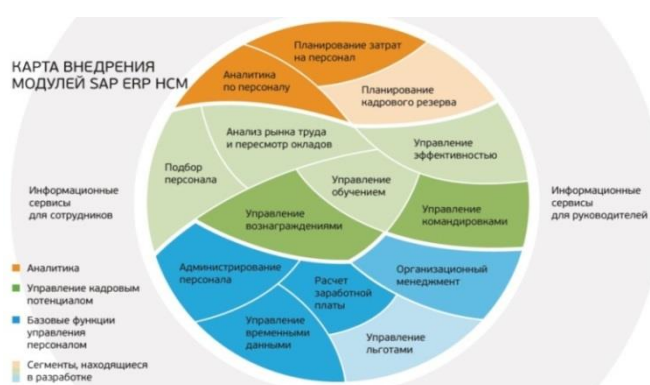 КАРТА ВНЕДРЕНИЯ
МОДУЛЕЙ SAP ERP HCM
Планирование затрат
на персонал
Аналитика
по персоналу
Планирование
кадрового резерва
Анализ рынка труда
и пересмотр окладов
Управление
эффективностью
Подбор
персонала
Управление
обучением
Информационные
сервисы
для сотрудников
Информационные
сервисы
для руководителей
Управление
вознаграждениями
Управление
командировками
Администрирование
персонала
Расчет
заработной
платы
Организационный
менеджмент
Управление
временными
данными
Управление
льготами
Аналитика
Управление кадровым
потенциалом
Базовые функции
управления
персоналом
Сегменты, находящиеся
в разработке